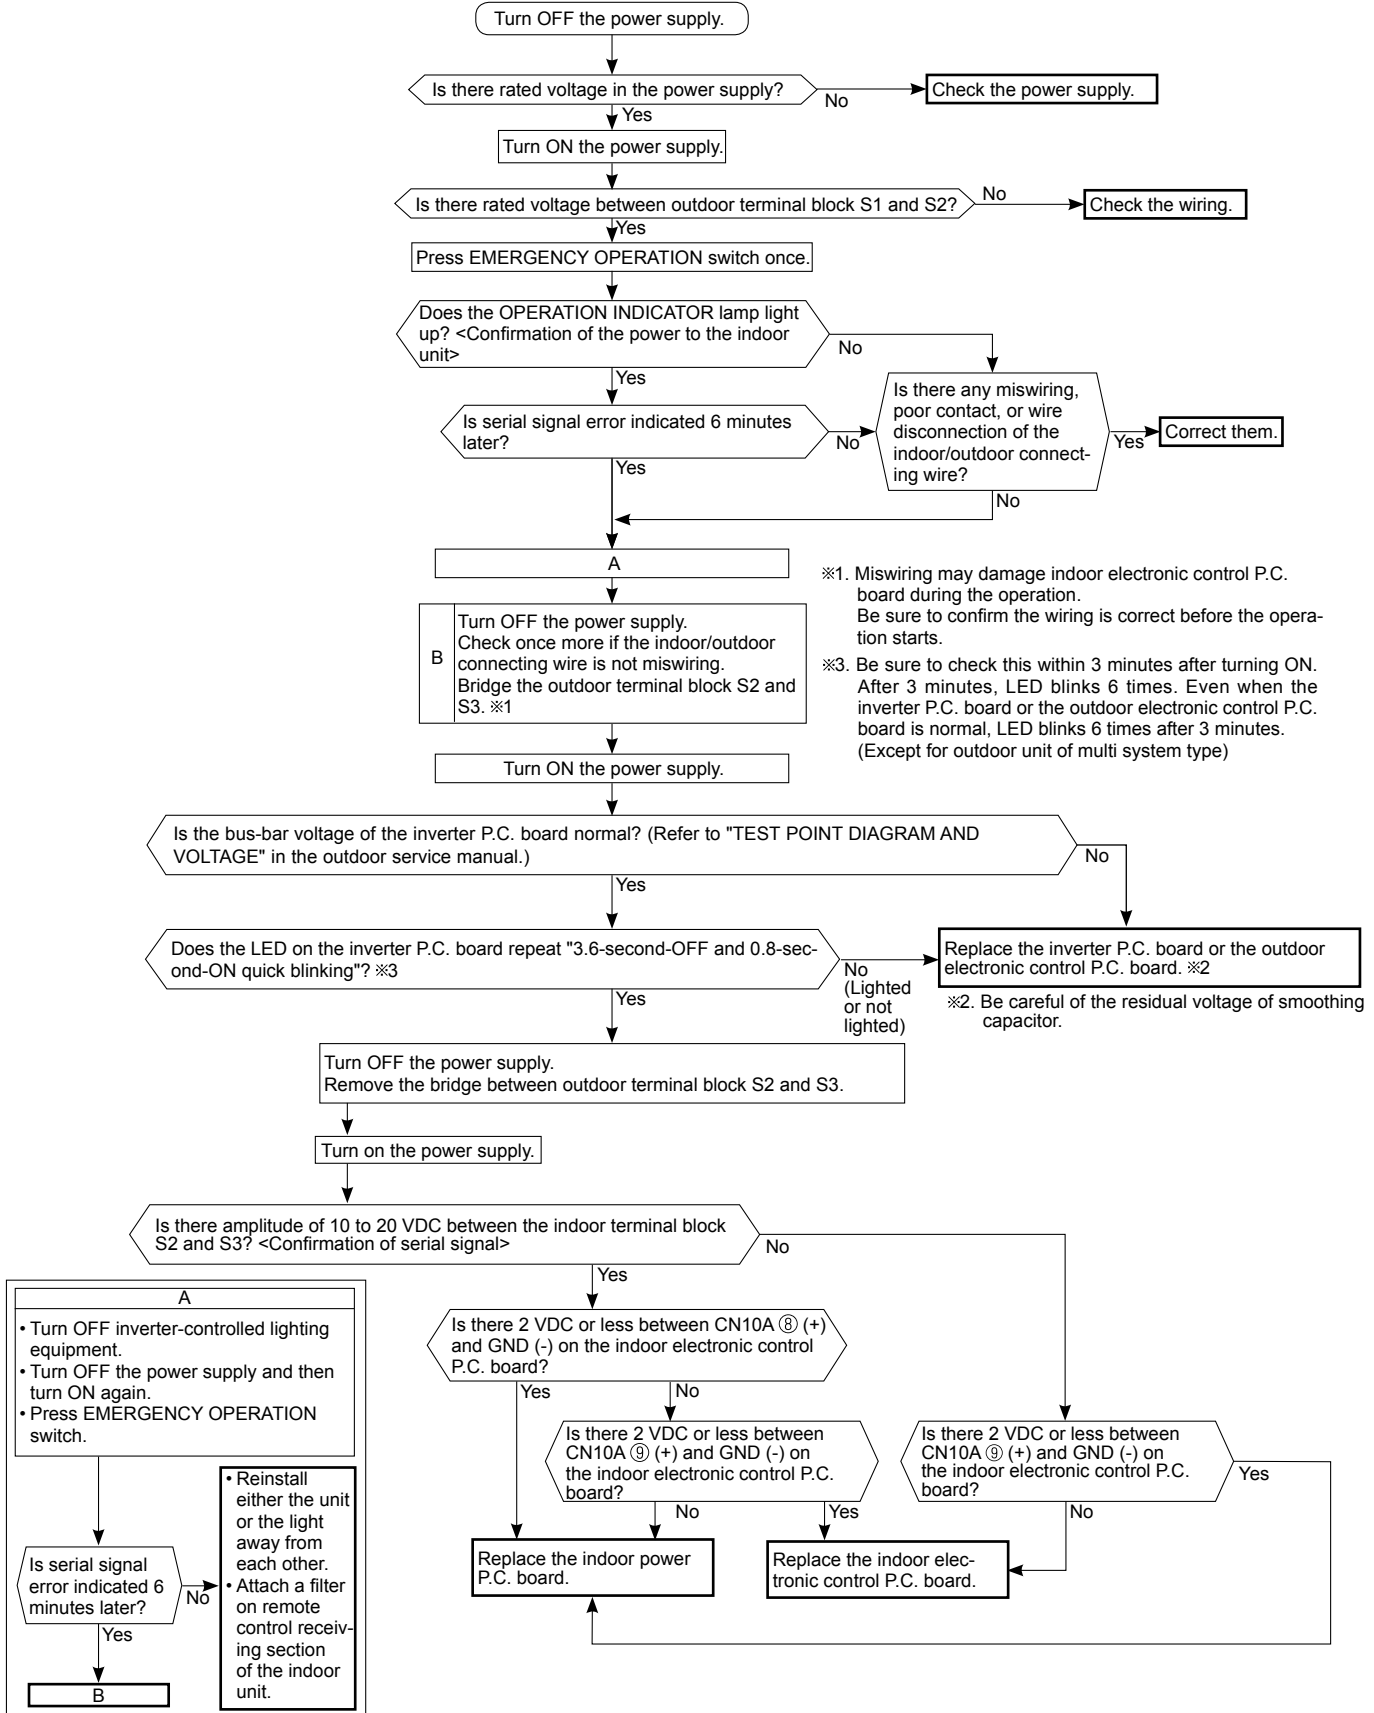 Turn OFF the power supply.
Is there rated voltage in the power supply?
No
Check the power supply.
Yes
Turn ON the power supply.
Is there rated voltage between outdoor terminal block S1 and S2?
No
Check the wiring.
Yes
Press EMERGENCY OPERATION switch once.
Does the OPERATION INDICATOR lamp light
up? <Confirmation of the power to the indoor
unit>
No
Yes
Is serial signal error indicated 6 minutes
later?
No
Yes
Is there any miswiring,
poor contact, or wire
disconnection of the
indoor/outdoor connect-
ing wire?
Yes
Correct them.
No
A
B
Turn OFF the power supply.
Check once more if the indoor/outdoor
connecting wire is not miswiring.
Bridge the outdoor terminal block S2 and
S3. ※1
※1. Miswiring may damage indoor electronic control P.C.
board during the operation.
Be sure to confirm the wiring is correct before the opera-
tion starts.
※3. Be sure to check this within 3 minutes after turning ON.
After 3 minutes, LED blinks 6 times. Even when the
inverter P.C. board or the outdoor electronic control P.C.
board is normal, LED blinks 6 times after 3 minutes.
(Except for outdoor unit of multi system type)
Turn ON the power supply.
Is the bus-bar voltage of the inverter P.C. board normal? (Refer to "TEST POINT DIAGRAM AND
VOLTAGE" in the outdoor service manual.)
No
Yes
Does the LED on the inverter P.C. board repeat "3.6-second-OFF and 0.8-sec-
ond-ON quick blinking"? ※3
No
(Lighted
or not
lighted)
Yes
Replace the inverter P.C. board or the outdoor
electronic control P.C. board. ※2
※2. Be careful of the residual voltage of smoothing
capacitor.
Turn OFF the power supply.
Remove the bridge between outdoor terminal block S2 and S3.
Turn on the power supply.
Is there amplitude of 10 to 20 VDC between the indoor terminal block
S2 and S3? <Confirmation of serial signal>
No
Yes
Is there 2 VDC or less between CN10A ⑧ (+)
and GND (-) on the indoor electronic control
P.C. board?
Yes
No
Is there 2 VDC or less between
CN10A ⑨ (+) and GND (-) on
the indoor electronic control P.C.
board?
No
Yes
Is there 2 VDC or less between
CN10A ⑨ (+) and GND (-) on
the indoor electronic control P.C.
board?
Yes
No
Replace the indoor power
P.C. board.
Replace the indoor elec-
tronic control P.C. board.
A
• Turn OFF inverter-controlled lighting
equipment.
• Turn OFF the power supply and then
turn ON again.
• Press EMERGENCY OPERATION
switch.
Is serial signal
error indicated 6
minutes later?
No
Yes
B
• Reinstall
either the unit
or the light
away from
each other.
• Attach a filter
on remote
control receiv-
ing section
of the indoor
unit.